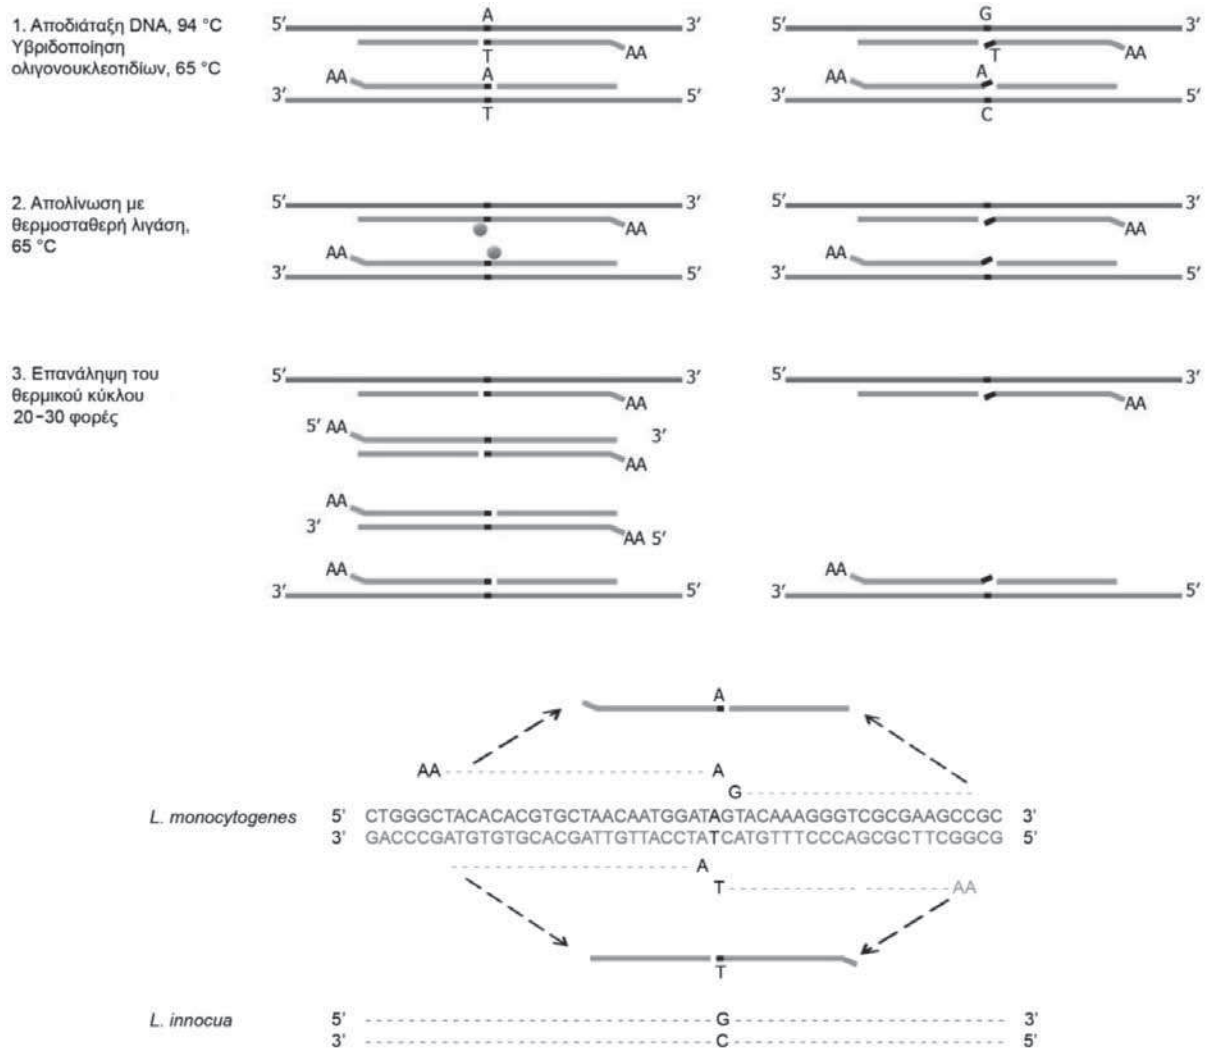 1. Αποδιάταξη DNA, 94 °C
Υβριδοποίηση
ολιγονουκλεοτιδίων, 65 °C
5′ A 3′
T AA
AA A
3′ T 5′
5′ G 3′
T AA
AA A
3′ C 5′
2. Απολίνωση με
θερμοσταθερή λιγάση,
65 °C
5′ 3′
AA
AA
3′ 5′
5′ 3′
AA
AA
3′ 5′
3. Επανάληψη του
θερμικού κύκλου
20–30 φορές
5′ 3′
AA
5′ AA 3′
AA
AA
3′ AA 5′
AA
3′ 5′
5′ 3′
AA
AA
3′ 5′
A
AA A
G
L. monocytogenes 5' CTGGGCTACACACGTGCTAACAATGGATAGTACAAAGGGTCGCGAAGCCGC 3'
3' GACCCGATGTGTGCACGATTGTTACCTATCATGTTTCCCAGCGCTTCGGCG 5'
A
T AA
T
L. innocua 5' G 3'
3' C 5'